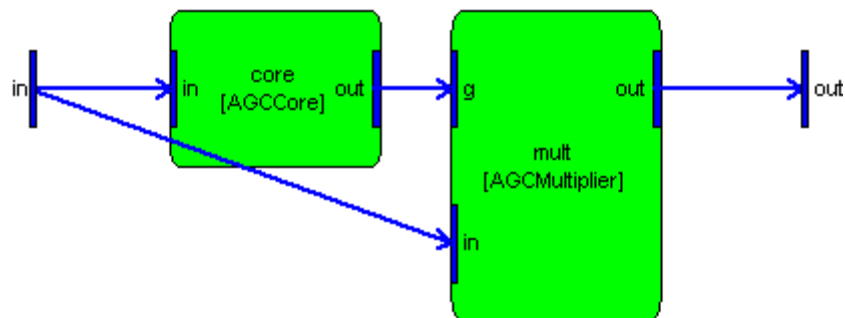 in
in
core
[AGCCore]
out
g
in
mult
[AGCMultiplier]
out
out